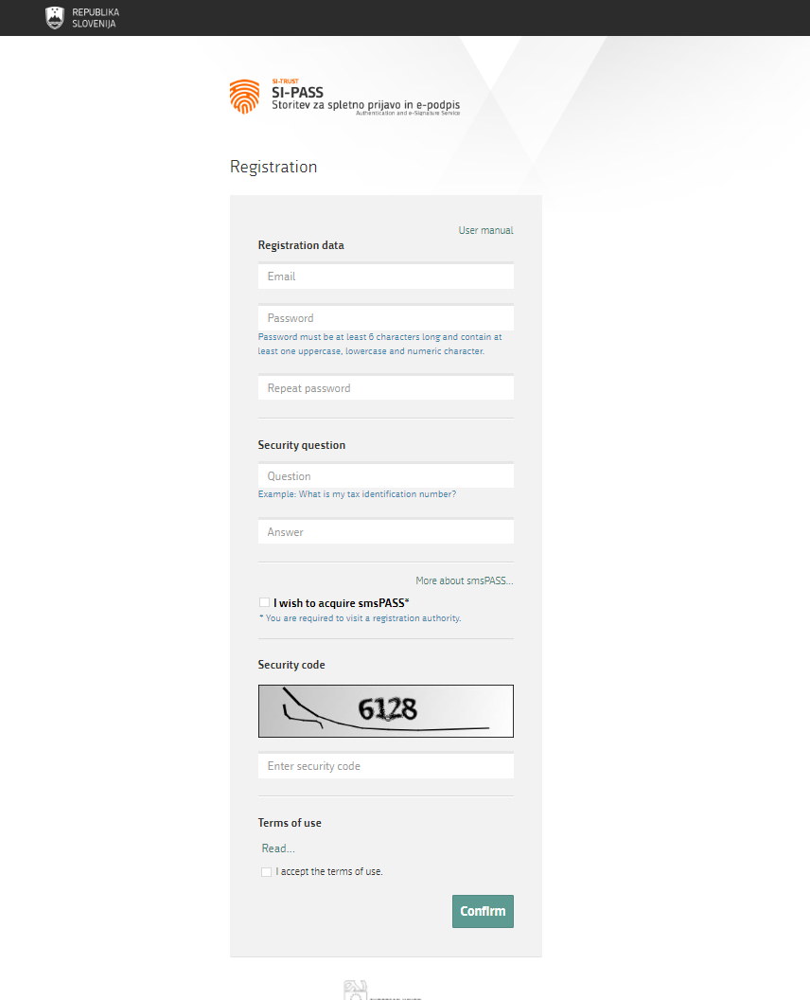 REPUBLIKA
SLOVENIJA
SI-TRUST
SI-PASS
Storitev za spletno prijavo in e-podpis
Authentication and e-Signature Service
Registration
User manual
Registration data
Email
Password
Password must be at least 6 characters long and contain at
least one uppercase, lowercase and numeric character.
Repeat password
Security question
Question
Example: What is my tax identification number?
Answer
More about smsPASS...
I wish to acquire smsPASS*
* You are required to visit a registration authority.
Security code
6128
Enter security code
Terms of use
Read...
I accept the terms of use.
Confirm